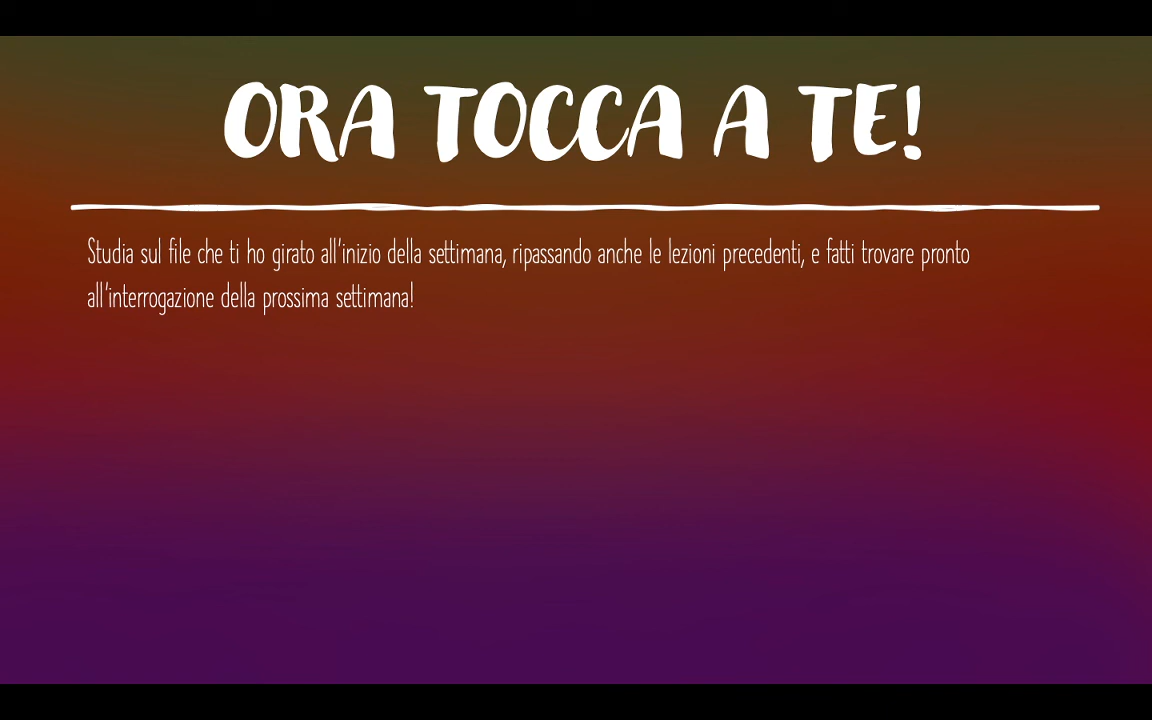 ORA TOCCA A TE!
Studia sul file che ti ho girato all'inizio della settimana, ripassando anche le lezioni precedenti, e fatti trovare pronto
all'interrogazione della prossima settimana!